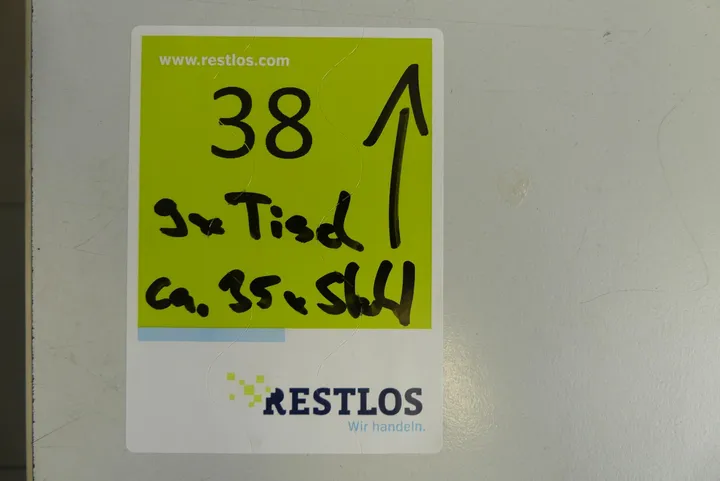 www.restlos.com
38
9x Tisch
ca. 35x Stuhl
RESTLOS
Wir handeln.